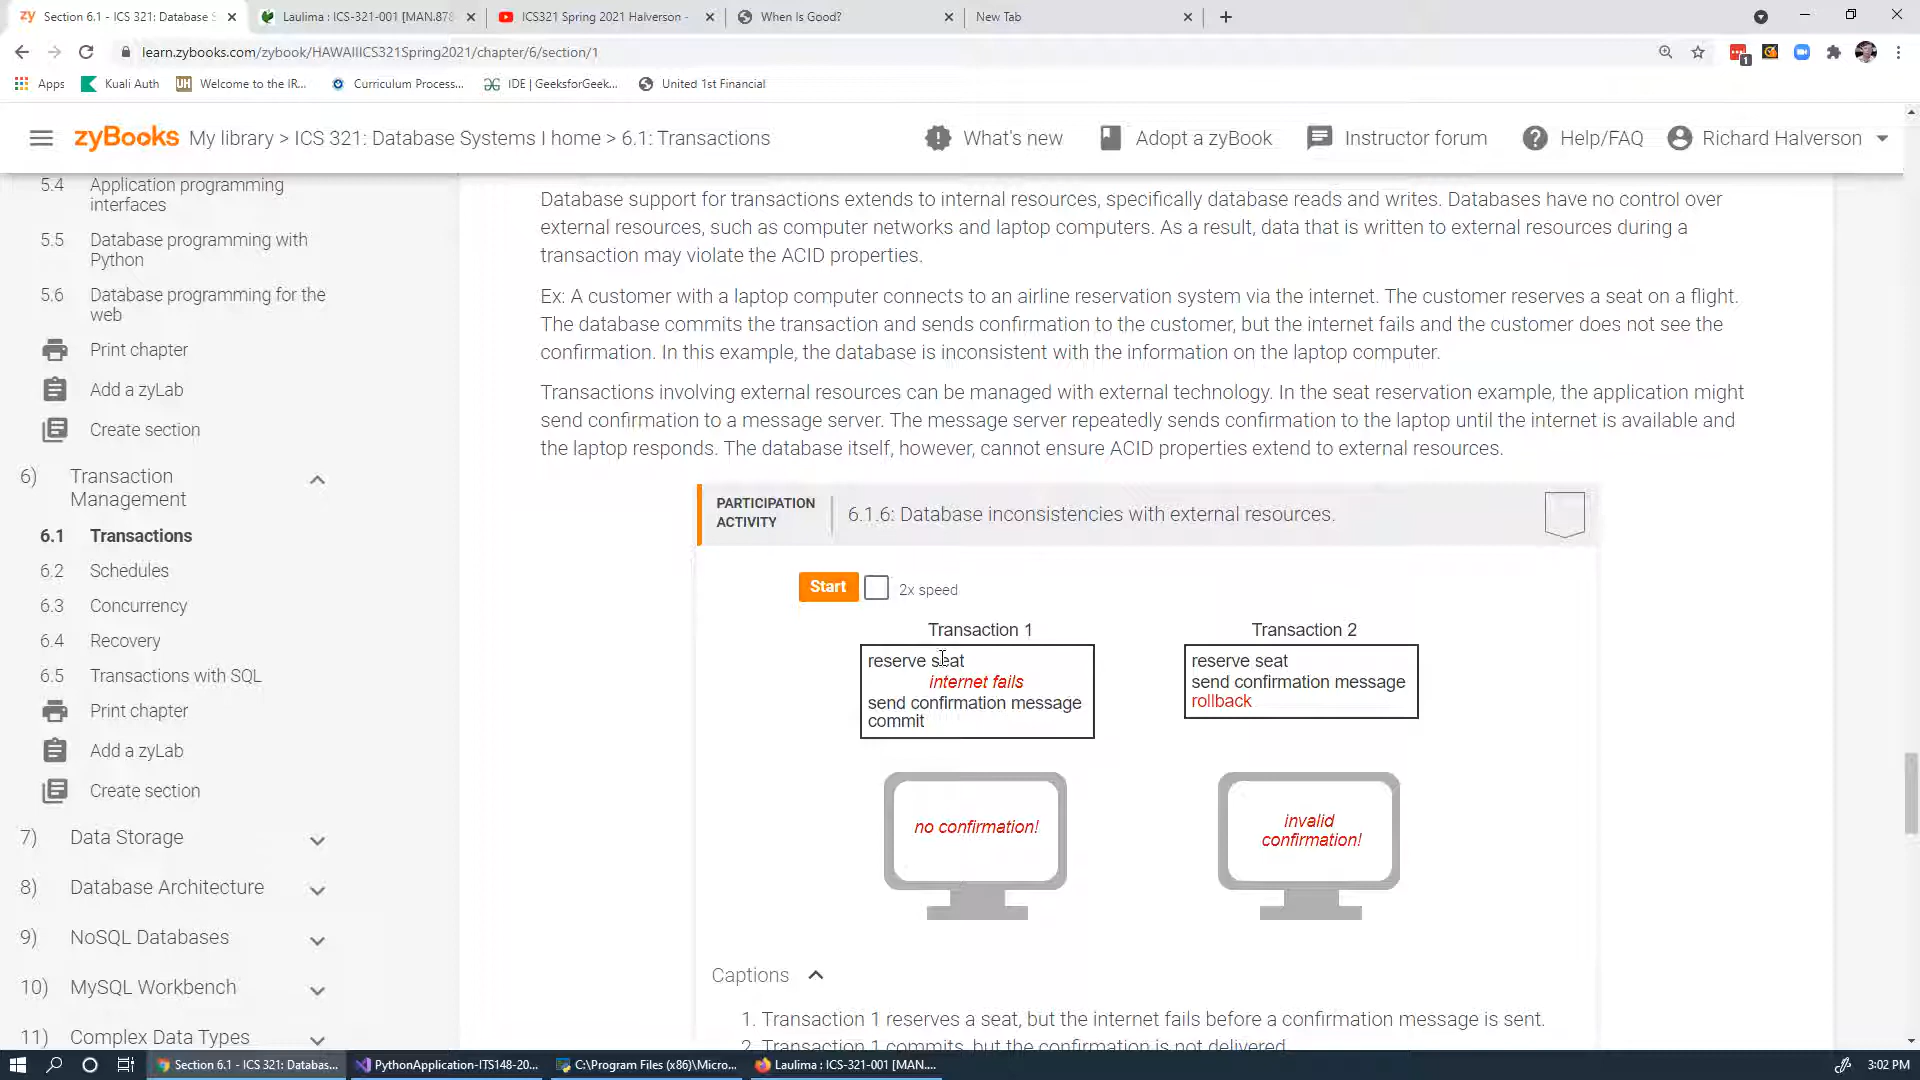 Section 6.1 - ICS 321: Database S
Laulima : ICS-321-001 [MAN.878
ICS321 Spring 2021 Halverson -
When Is Good?
New Tab
learn.zybooks.com/zybook/HAWAIIICS321Spring2021/chapter/6/section/1
Apps
Kuali Auth
Welcome to the IR...
Curriculum Process...
IDE | GeeksforGeek...
United 1st Financial
zyBooks
My library > ICS 321: Database Systems I home > 6.1: Transactions
What's new
Adopt a zyBook
Instructor forum
Help/FAQ
Richard Halverson
5.4 Application programming
interfaces
5.5 Database programming with
Python
5.6 Database programming for the
web
Print chapter
Add a zyLab
Create section
6) Transaction
Management
6.1 Transactions
6.2 Schedules
6.3 Concurrency
6.4 Recovery
6.5 Transactions with SQL
Print chapter
Add a zyLab
Create section
7) Data Storage
8) Database Architecture
9) NoSQL Databases
10) MySQL Workbench
11) Complex Data Types
Database support for transactions extends to internal resources, specifically database reads and writes. Databases have no control over
external resources, such as computer networks and laptop computers. As a result, data that is written to external resources during a
transaction may violate the ACID properties.
Ex: A customer with a laptop computer connects to an airline reservation system via the internet. The customer reserves a seat on a flight.
The database commits the transaction and sends confirmation to the customer, but the internet fails and the customer does not see the
confirmation. In this example, the database is inconsistent with the information on the laptop computer.
Transactions involving external resources can be managed with external technology. In the seat reservation example, the application might
send confirmation to a message server. The message server repeatedly sends confirmation to the laptop until the internet is available and
the laptop responds. The database itself, however, cannot ensure ACID properties extend to external resources.
PARTICIPATION
ACTIVITY
6.1.6: Database inconsistencies with external resources.
Start
2x speed
Transaction 1
reserve seat
internet fails
send confirmation message
commit
no confirmation!
Transaction 2
reserve seat
send confirmation message
rollback
invalid
confirmation!
Captions
1. Transaction 1 reserves a seat, but the internet fails before a confirmation message is sent.
2. Transaction 1 commits, but the confirmation is not delivered.
Section 6.1 - ICS 321: Databas...
PythonApplication-ITS148-20...
C:\Program Files (x86)\Micro...
Laulima : ICS-321-001 [MAN....
3:02 PM